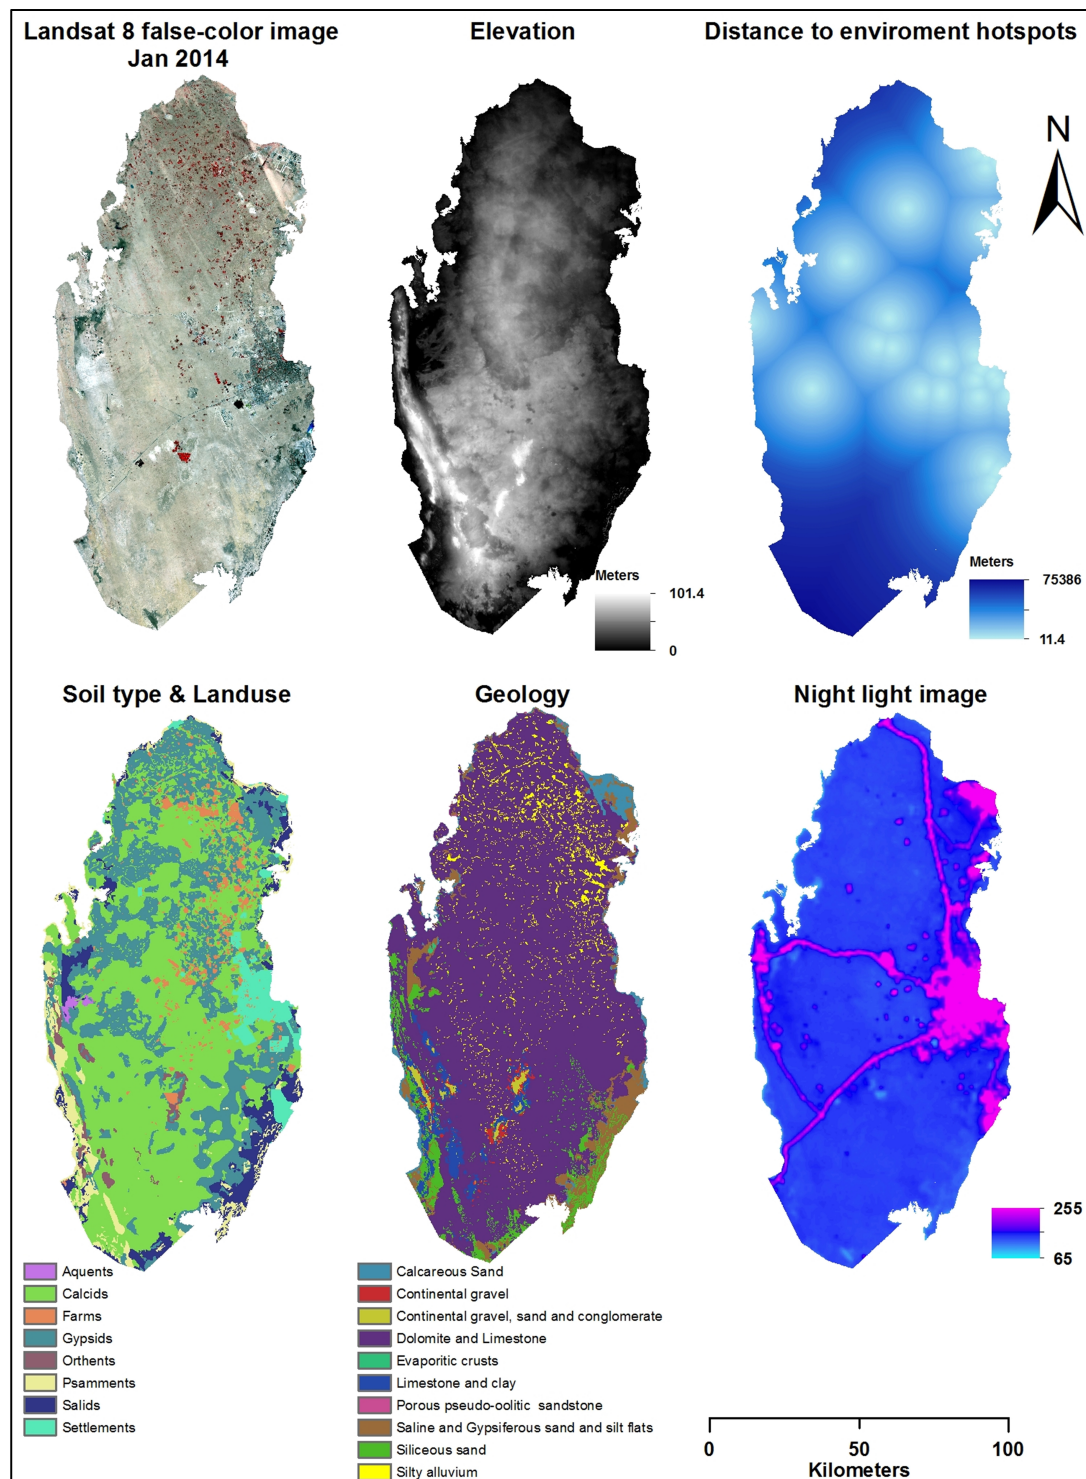 Landsat 8 false-color image
Jan 2014
Elevation
Distance to enviroment hotspots
N
Meters
101.4
0
Meters
75386
11.4
Soil type & Landuse
Geology
Night light image
Aquents
Calcids
Farms
Gypsids
Orthents
Psamments
Salids
Settlements
Calcareous Sand
Continental gravel
Continental gravel, sand and conglomerate
Dolomite and Limestone
Evaporitic crusts
Limestone and clay
Porous pseudo-oolitic sandstone
Saline and Gypsiferous sand and silt flats
Siliceous sand
Silty alluvium
255
65
0 50 100
Kilometers